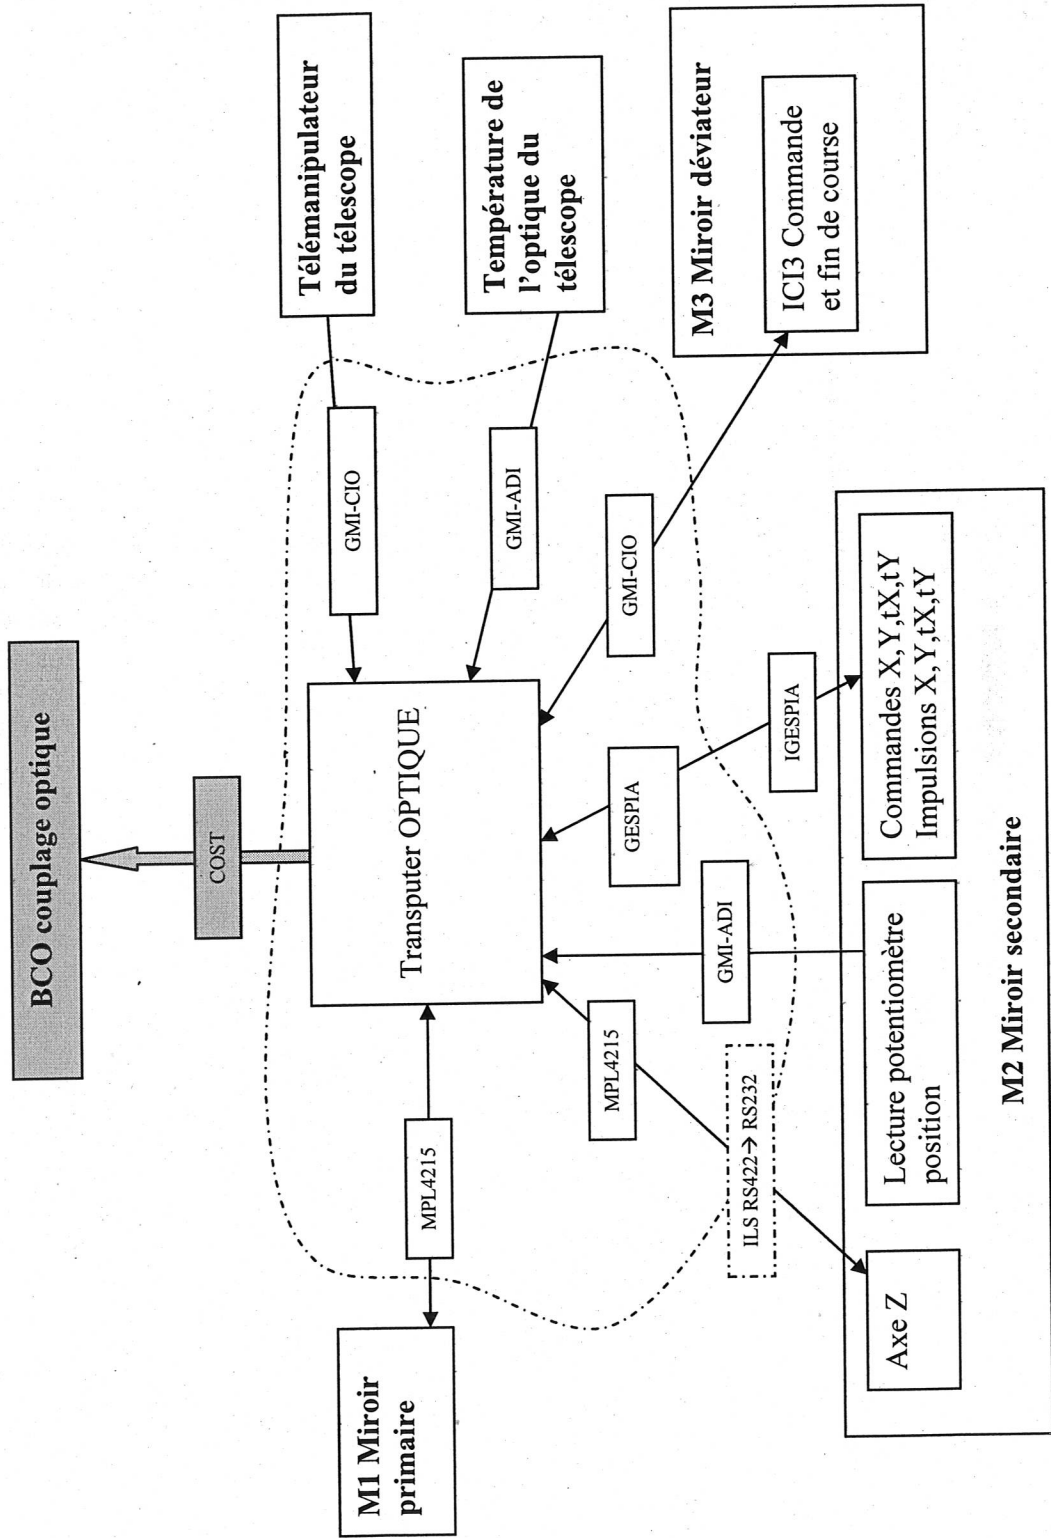 BCO couplage optique
COST
M1 Miroir
primaire
MPL4215
Transputer OPTIQUE
GMI-CIO
Télémanipulateur
du télescope
GMI-ADI
Température de
l'optique du
télescope
GMI-CIO
M3 Miroir déviateur
ICI3 Commande
et fin de course
MPL4215
ILS RS422→ RS232
GMI-ADI
GESPIA
IGESPIA
Axe Z
Lecture potentiomètre
position
Commandes X,Y,tX,tY
Impulsions X,Y,tX,tY
M2 Miroir secondaire